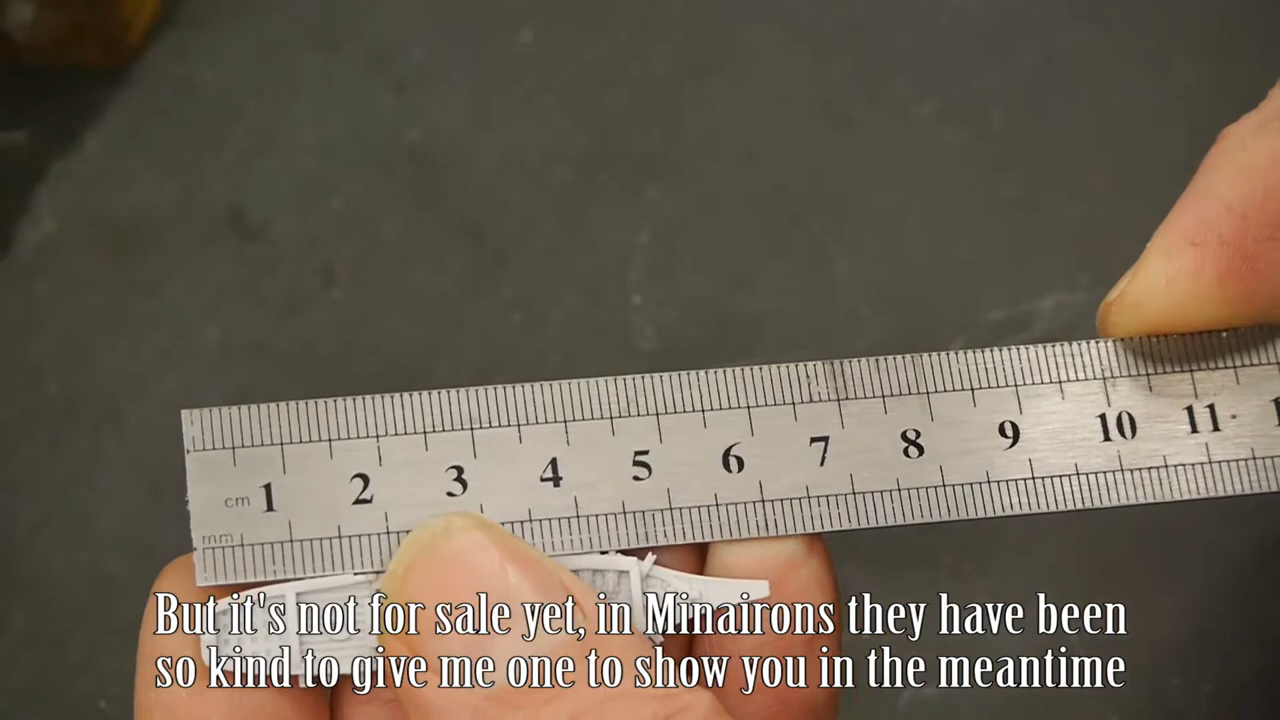 1 2 3 4 5 6 7 8 9 10 11
cm
mm
But it's not for sale yet, in Minairons they have been
so kind to give me one to show you in the meantime